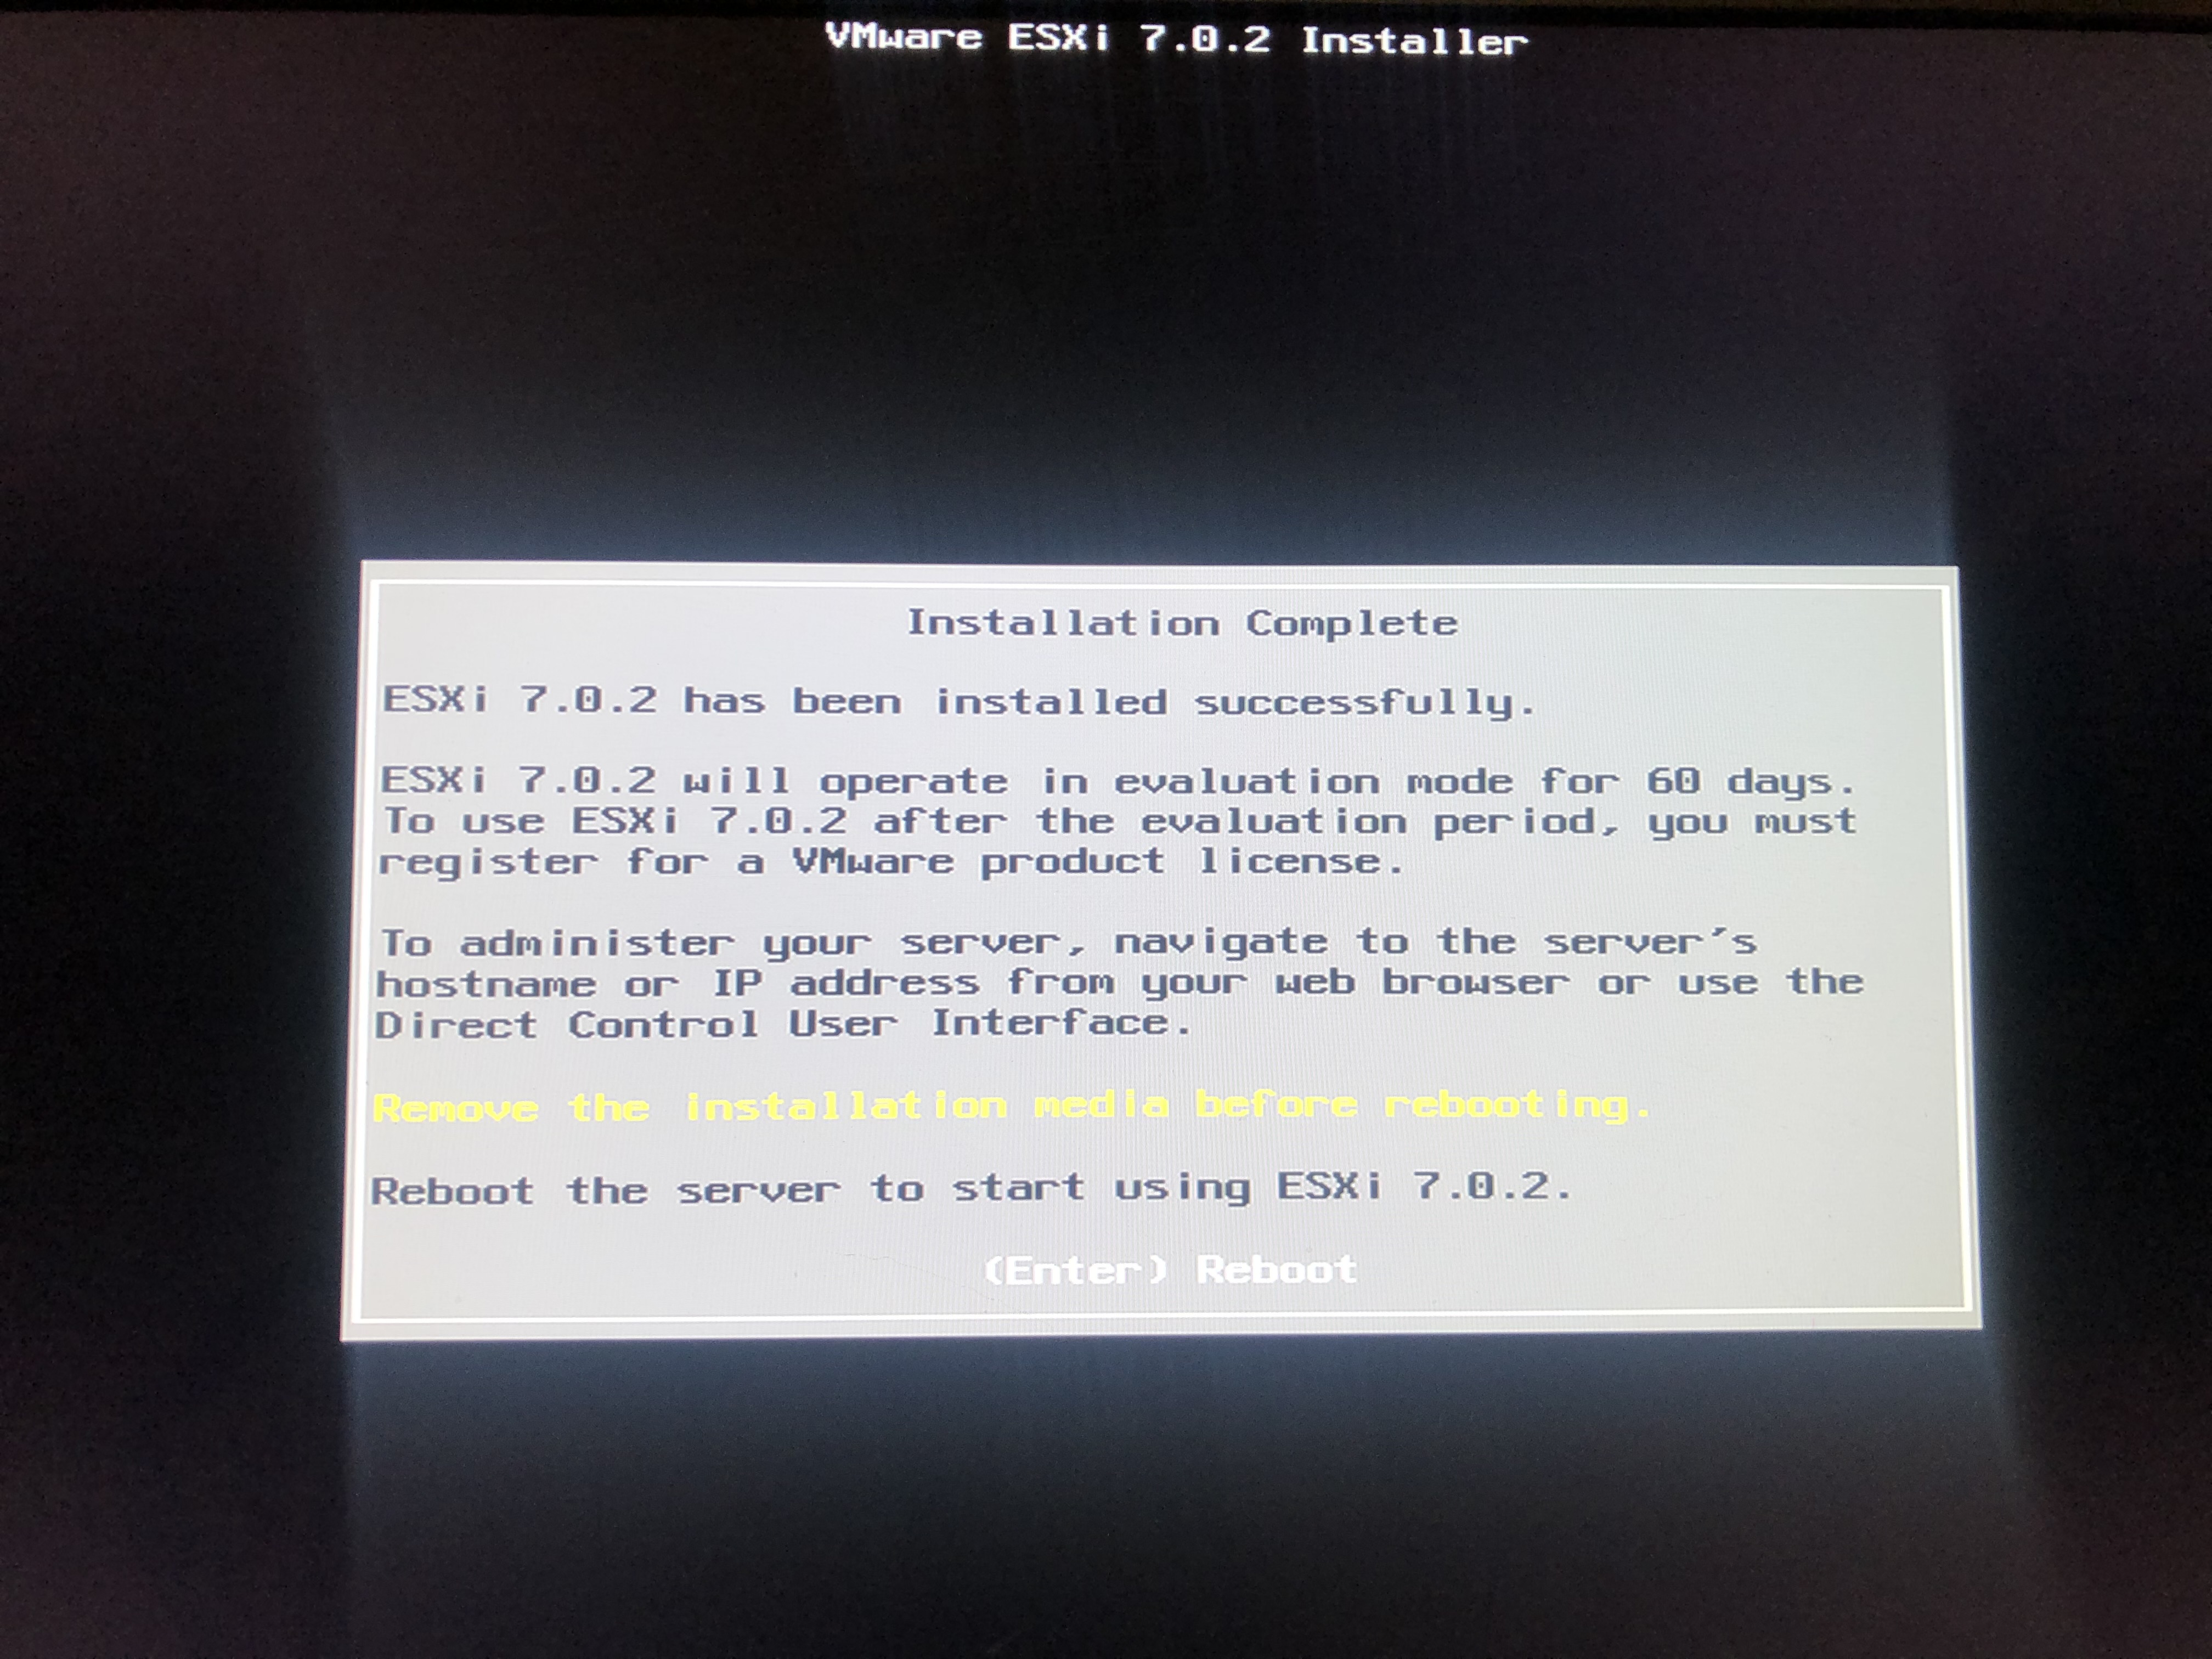 VMware ESXi 7.0.2 Installer
Installation Complete
ESXi 7.0.2 has been installed successfully.
ESXi 7.0.2 will operate in evaluation mode for 60 days.
To use ESXi 7.0.2 after the evaluation period, you must
register for a VMware product license.
To administer your server, navigate to the server's
hostname or IP address from your web browser or use the
Direct Control User Interface.
Remove the installation media before rebooting.
Reboot the server to start using ESXi 7.0.2.
(Enter) Reboot